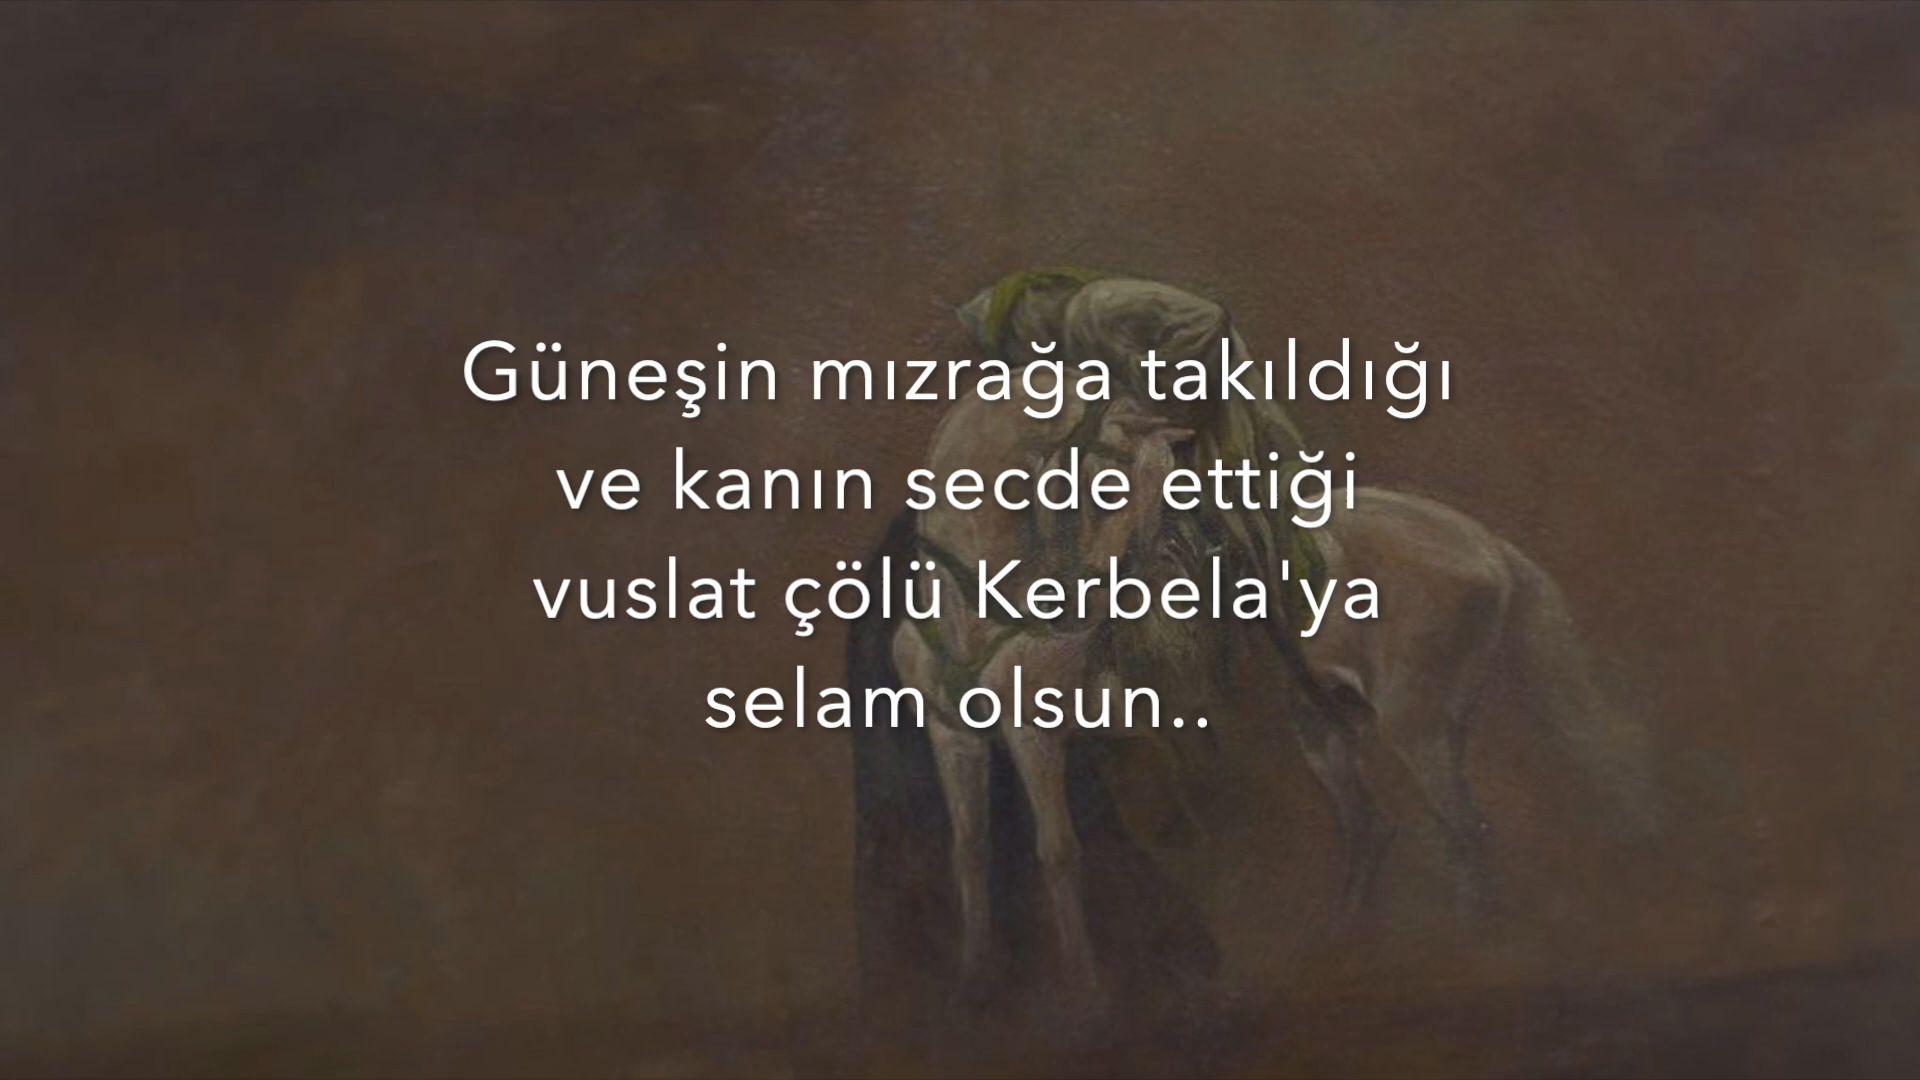 Güneşin mızrağa takıldığı
ve kanın secde ettiği
vuslat çölü Kerbela'ya
selam olsun..